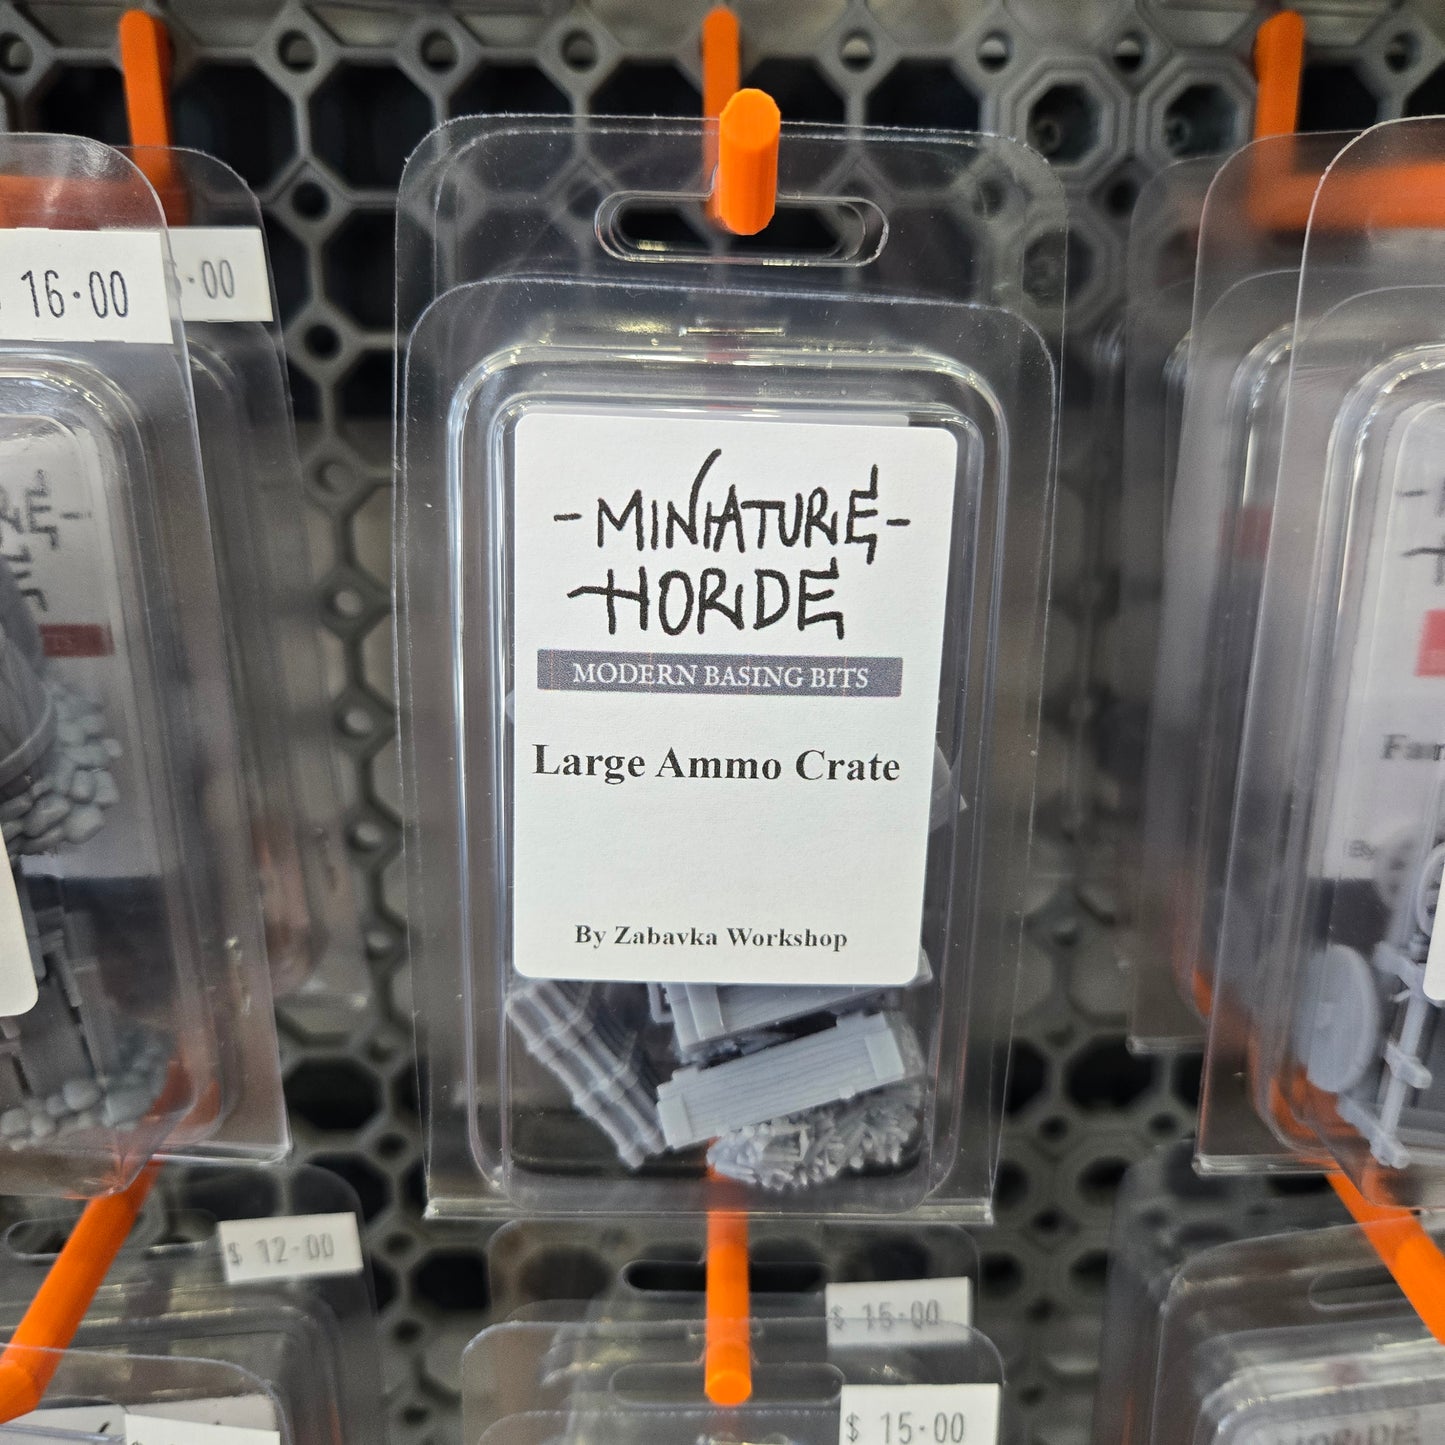 16.00
.00
-MINIATURE-
HORDE
MODERN BASING BITS
Large Ammo Crate
By Zabavka Workshop
$ 12.00
$ 15.00
$ 15.00